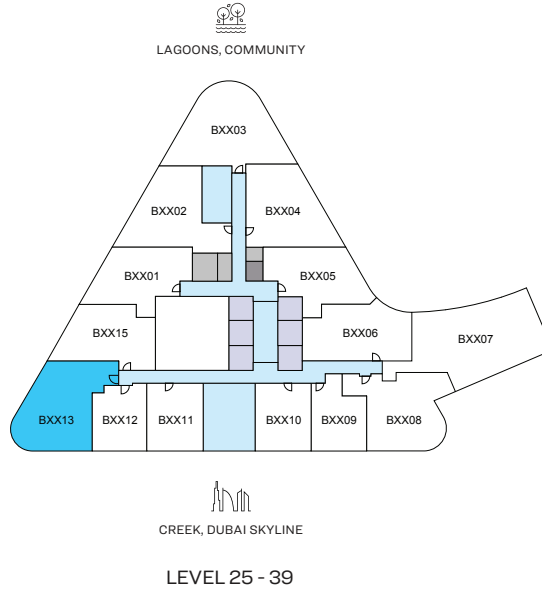 LAGOONS, COMMUNITY
BXX03
BXX02
BXX04
BXX01
BXX05
BXX15
BXX06
BXX07
BXX13
BXX12
BXX11
BXX10
BXX09
BXX08
CREEK, DUBAI SKYLINE
LEVEL 25 - 39